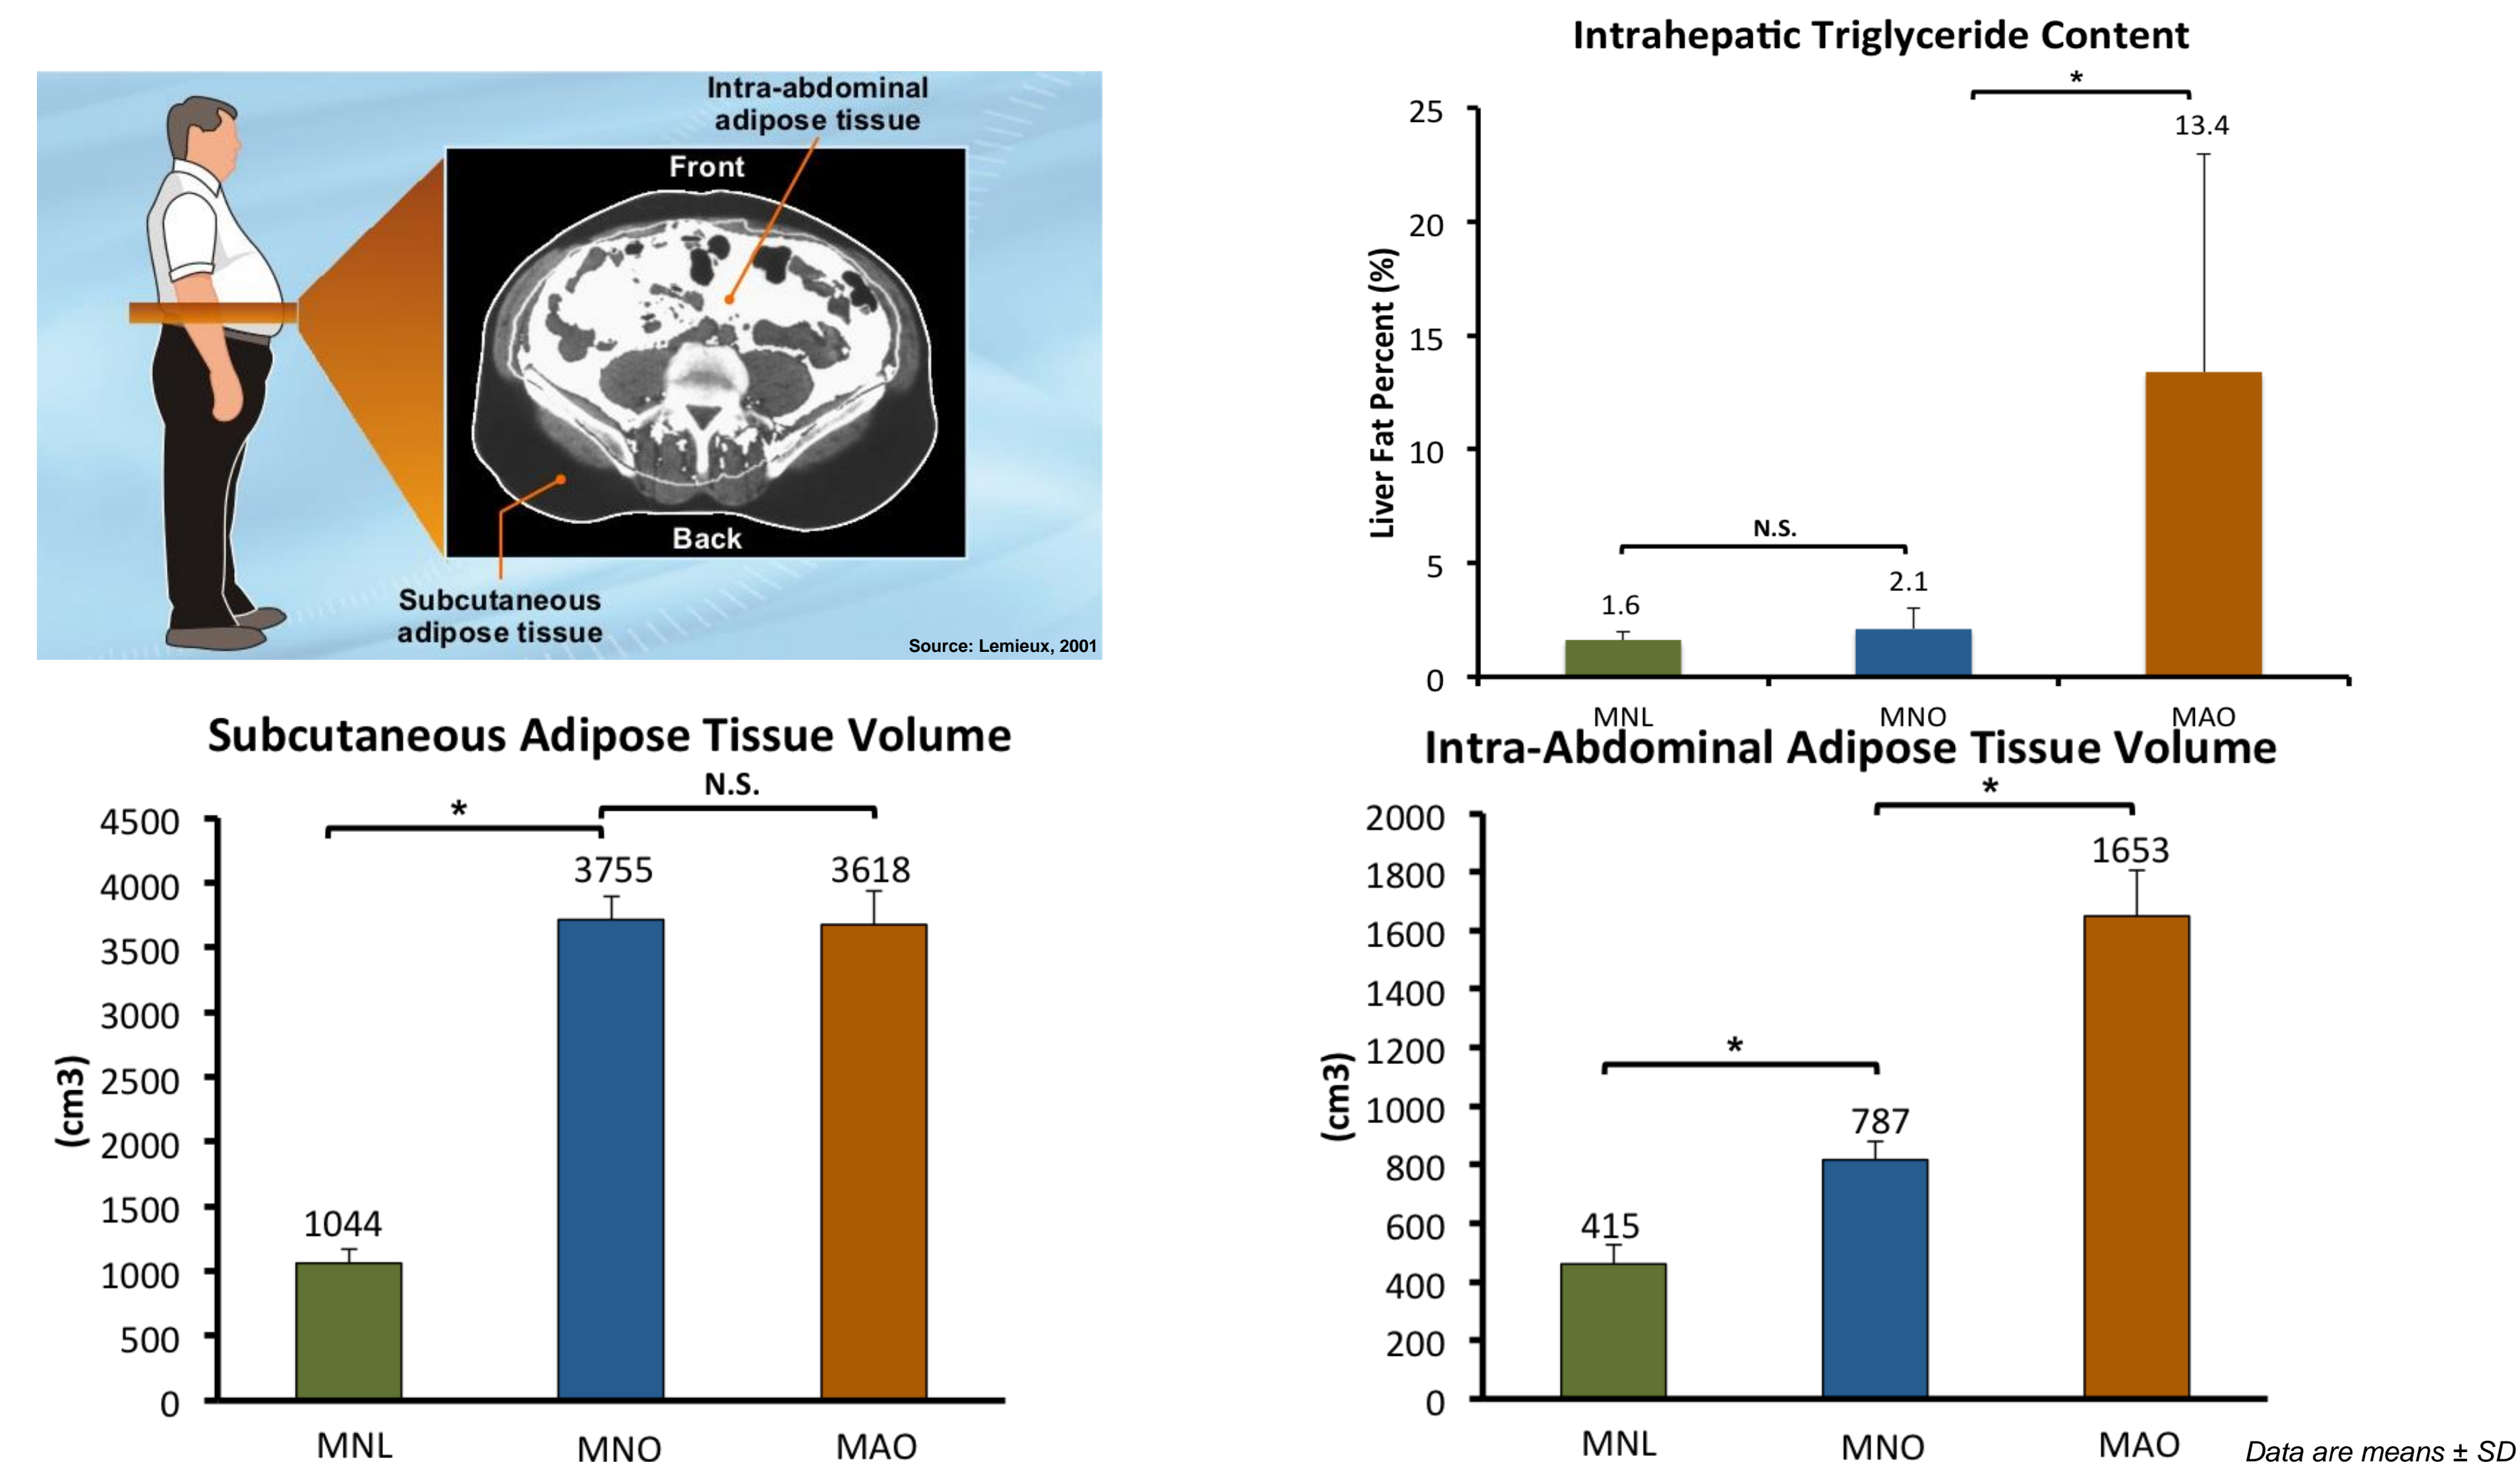 Intra-abdominal
adipose tissue
Front
Back
Subcutaneous
adipose tissue
Source: Lemieux, 2001
Intrahepatic Triglyceride Content
*
25
13.4
20
Liver Fat Percent (%)
15
10
N.S.
5
2.1
1.6
0
MNL MNO MAO
Subcutaneous Adipose Tissue Volume
N.S.
*
4500
3755 3618
4000
3500
3000
(cm3)
2500
2000
1500
1044
1000
500
0
MNL MNO MAO
Intra-Abdominal Adipose Tissue Volume
*
2000
1653
1800
1600
1400
*
1200
(cm3)
1000
787
800
600
415
400
200
0
MNL MNO MAO
Data are means ± SD